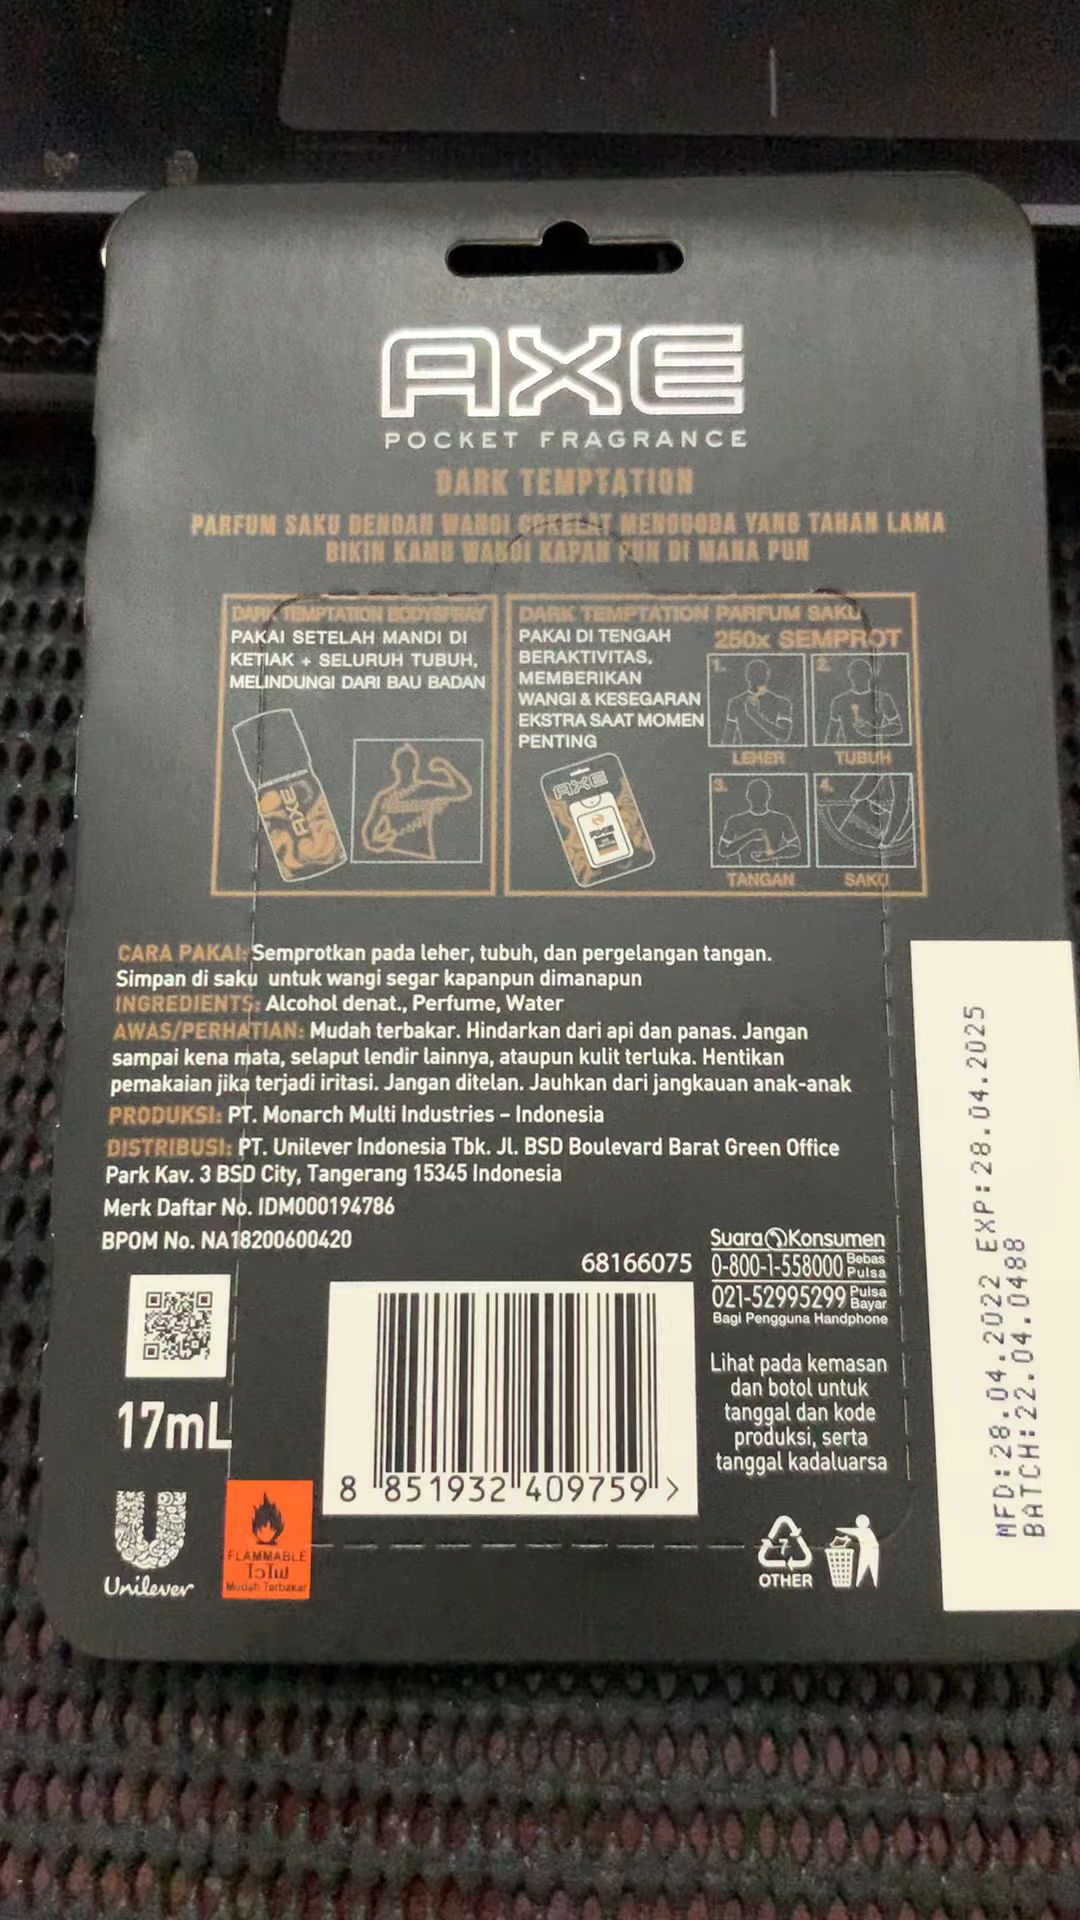 AXE
POCKET FRAGRANCE
DARK TEMPTATION
PARFUM SAKU DENGAN WANGI COKELAT MENGGODA YANG TAHAN LAMA
BIKIN KAMU WANGI KAPAN PUN DI MANA PUN
DARK TEMPTATION BODYSPRAY
PAKAI SETELAH MANDI DI
KETIAK + SELURUH TUBUH,
MELINDUNGI DARI BAU BADAN
AXE
DARK TEMPTATION PARFUM SAKU
PAKAI DI TENGAH
BERAKTIVITAS,
MEMBERIKAN
WANGI & KESEGARAN
EKSTRA SAAT MOMEN
PENTING
AXE
AXE
250x SEMPROT
1.
LEHER
2.
TUBUH
3.
TANGAN
4.
SAKU
CARA PAKAI: Semprotkan pada leher, tubuh, dan pergelangan tangan.
Simpan di saku untuk wangi segar kapanpun dimanapun
INGREDIENTS: Alcohol denat., Perfume, Water
AWAS/PERHATIAN: Mudah terbakar. Hindarkan dari api dan panas. Jangan
sampai kena mata, selaput lendir lainnya, ataupun kulit terluka. Hentikan
pemakaian jika terjadi iritasi. Jangan ditelan. Jauhkan dari jangkauan anak-anak
PRODUKSI: PT. Monarch Multi Industries – Indonesia
DISTRIBUSI: PT. Unilever Indonesia Tbk. Jl. BSD Boulevard Barat Green Office
Park Kav. 3 BSD City, Tangerang 15345 Indonesia
Merk Daftar No. IDM000194786
BPOM No. NA18200600420
68166075
Suara Konsumen
0-800-1-558000 Bebas Pulsa
021-52995299 Pulsa Bayar
Bagi Pengguna Handphone
Lihat pada kemasan
dan botol untuk
tanggal dan kode
produksi, serta
tanggal kadaluarsa
17mL
8 851932 409759 >
Unilever
FLAMMABLE
ไวไฟ
Mudah Terbakar
7
OTHER
MFD:28.04.2022 EXP:28.04.2025
BATCH:22.04.0488